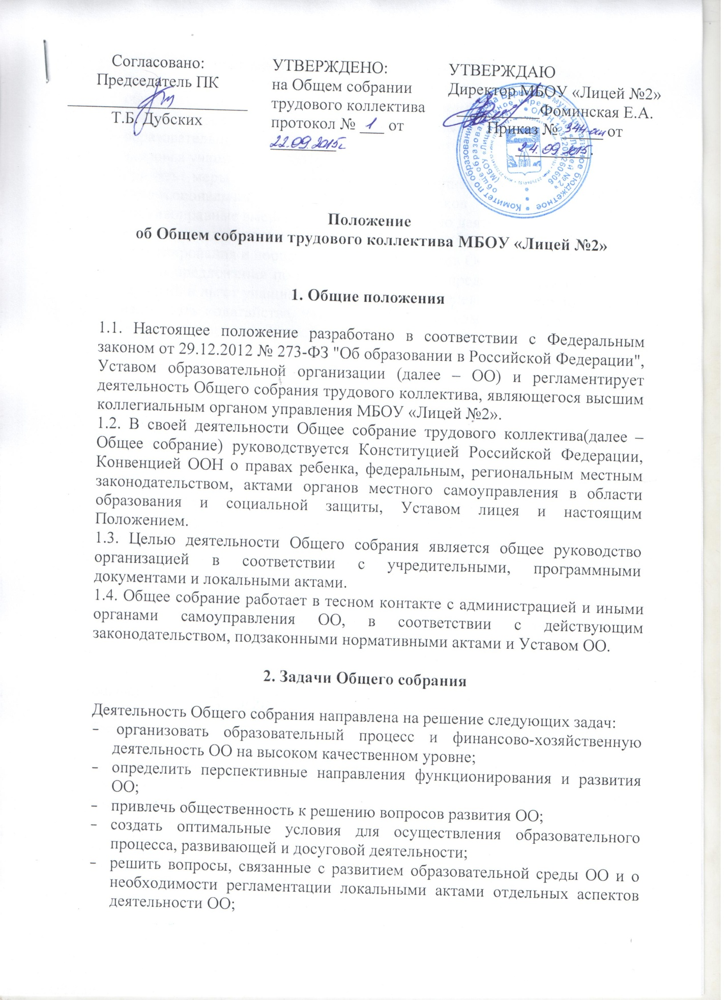 Согласовано:
Председатель ПК
Т.Б. Дубских
УТВЕРЖДЕНО:
на Общем собрании
трудового коллектива
протокол № 1 от
22.09.2015г
УТВЕРЖДАЮ
Директор МБОУ «Лицей №2»
Фоминская Е.А.
Приказ № 344-осн от
24.09.2015.
Положение
об Общем собрании трудового коллектива МБОУ «Лицей №2»
1. Общие положения
1.1. Настоящее положение разработано в соответствии с Федеральным
законом от 29.12.2012 № 273-ФЗ "Об образовании в Российской Федерации",
Уставом образовательной организации (далее – ОО) и регламентирует
деятельность Общего собрания трудового коллектива, являющегося высшим
коллегиальным органом управления МБОУ «Лицей №2».
1.2. В своей деятельности Общее собрание трудового коллектива(далее –
Общее собрание) руководствуется Конституцией Российской Федерации,
Конвенцией ООН о правах ребенка, федеральным, региональным местным
законодательством, актами органов местного самоуправления в области
образования и социальной защиты, Уставом лицея и настоящим
Положением.
1.3. Целью деятельности Общего собрания является общее руководство
организацией в соответствии с учредительными, программными
документами и локальными актами.
1.4. Общее собрание работает в тесном контакте с администрацией и иными
органами самоуправления ОО, в соответствии с действующим
законодательством, подзаконными нормативными актами и Уставом ОО.
2. Задачи Общего собрания
Деятельность Общего собрания направлена на решение следующих задач:
- организовать образовательный процесс и финансово-хозяйственную
деятельность ОО на высоком качественном уровне;
- определить перспективные направления функционирования и развития
ОО;
- привлечь общественность к решению вопросов развития ОО;
- создать оптимальные условия для осуществления образовательного
процесса, развивающей и досуговой деятельности;
- решить вопросы, связанные с развитием образовательной среды ОО и о
необходимости регламентации локальными актами отдельных аспектов
деятельности ОО;